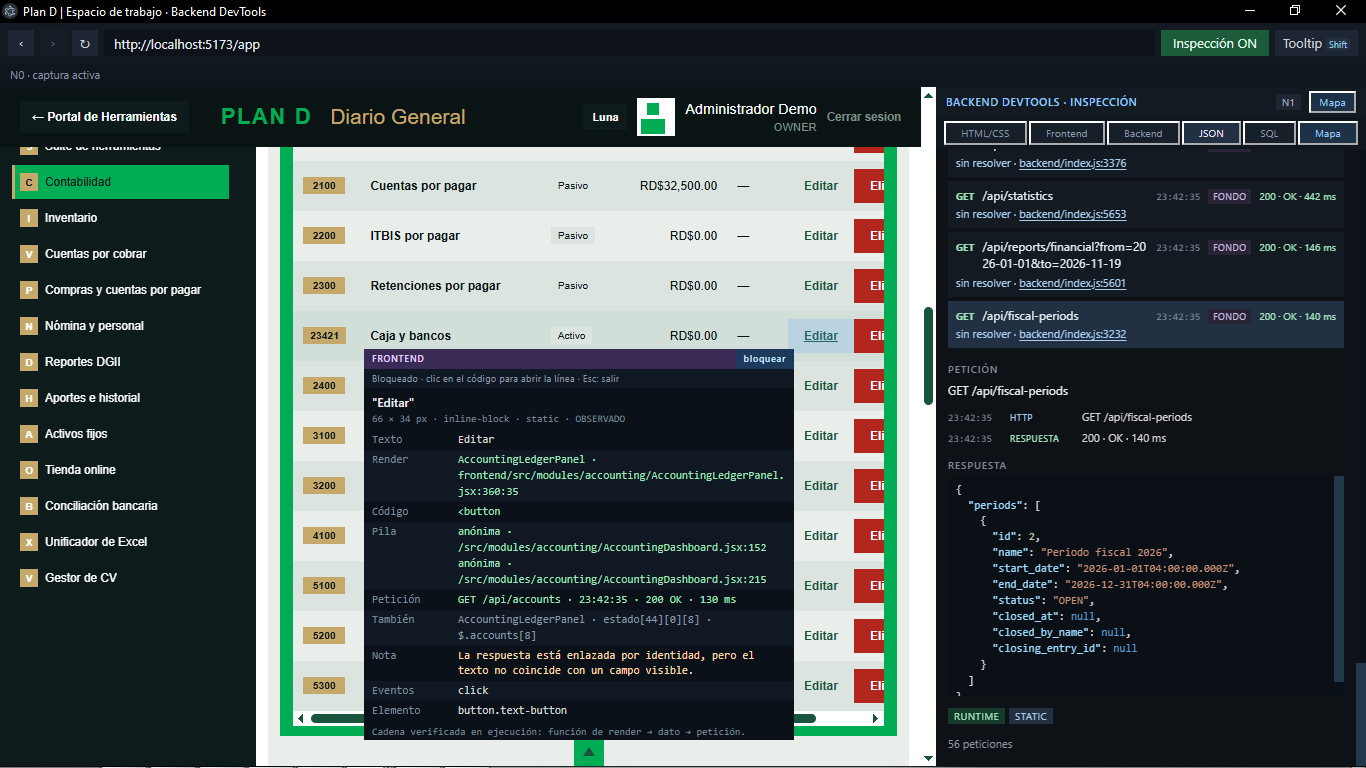 Plan D | Espacio de trabajo · Backend DevTools
http://localhost:5173/app
Inspección ON
Tooltip Shift
N0 · captura activa
← Portal de Herramientas
PLAN D
Diario General
Luna
Administrador Demo
OWNER
Cerrar sesion
Suite de herramientas
C Contabilidad
I Inventario
V Cuentas por cobrar
P Compras y cuentas por pagar
N Nómina y personal
D Reportes DGII
H Aportes e historial
A Activos fijos
O Tienda online
B Conciliación bancaria
X Unificador de Excel
V Gestor de CV
2100 Cuentas por pagar Pasivo RD$32,500.00 — Editar Eli
2200 ITBIS por pagar Pasivo RD$0.00 — Editar Eli
2300 Retenciones por pagar Pasivo RD$0.00 — Editar Eli
23421 Caja y bancos Activo RD$0.00 — Editar Eli
2400 Editar Eli
3100 Editar Eli
3200 Editar Eli
4100 Editar Eli
5100 Editar Eli
5200 Editar Eli
5300 Editar Eli
FRONTEND bloquear
Bloqueado · clic en el código para abrir la línea · Esc: salir
"Editar"
66 × 34 px · inline-block · static · OBSERVADO
Texto Editar
Render AccountingLedgerPanel ·
frontend/src/modules/accounting/AccountingLedgerPanel.
jsx:360:35
Código <button
Pila anónima ·
/src/modules/accounting/AccountingDashboard.jsx:152
anónima ·
/src/modules/accounting/AccountingDashboard.jsx:215
Petición GET /api/accounts · 23:42:35 · 200 OK · 130 ms
También AccountingLedgerPanel · estado[44][0][8] ·
$.accounts[8]
Nota La respuesta está enlazada por identidad, pero el
texto no coincide con un campo visible.
Eventos click
Elemento button.text-button
Cadena verificada en ejecución: función de render → dato → petición.
BACKEND DEVTOOLS · INSPECCIÓN
N1
Mapa
HTML/CSS
Frontend
Backend
JSON
SQL
Mapa
sin resolver · backend/index.js:3376
GET /api/statistics 23:42:35 FONDO 200 · OK · 442 ms
sin resolver · backend/index.js:5653
GET /api/reports/financial?from=20 23:42:35 FONDO 200 · OK · 146 ms
26-01-01&to=2026-11-19
sin resolver · backend/index.js:5601
GET /api/fiscal-periods 23:42:35 FONDO 200 · OK · 140 ms
sin resolver · backend/index.js:3232
PETICIÓN
GET /api/fiscal-periods
23:42:35 HTTP GET /api/fiscal-periods
23:42:35 RESPUESTA 200 · OK · 140 ms
RESPUESTA
{
"periods": [
{
"id": 2,
"name": "Periodo fiscal 2026",
"start_date": "2026-01-01T04:00:00.000Z",
"end_date": "2026-12-31T04:00:00.000Z",
"status": "OPEN",
"closed_at": null,
"closed_by_name": null,
"closing_entry_id": null
}
]
}
RUNTIME
STATIC
56 peticiones